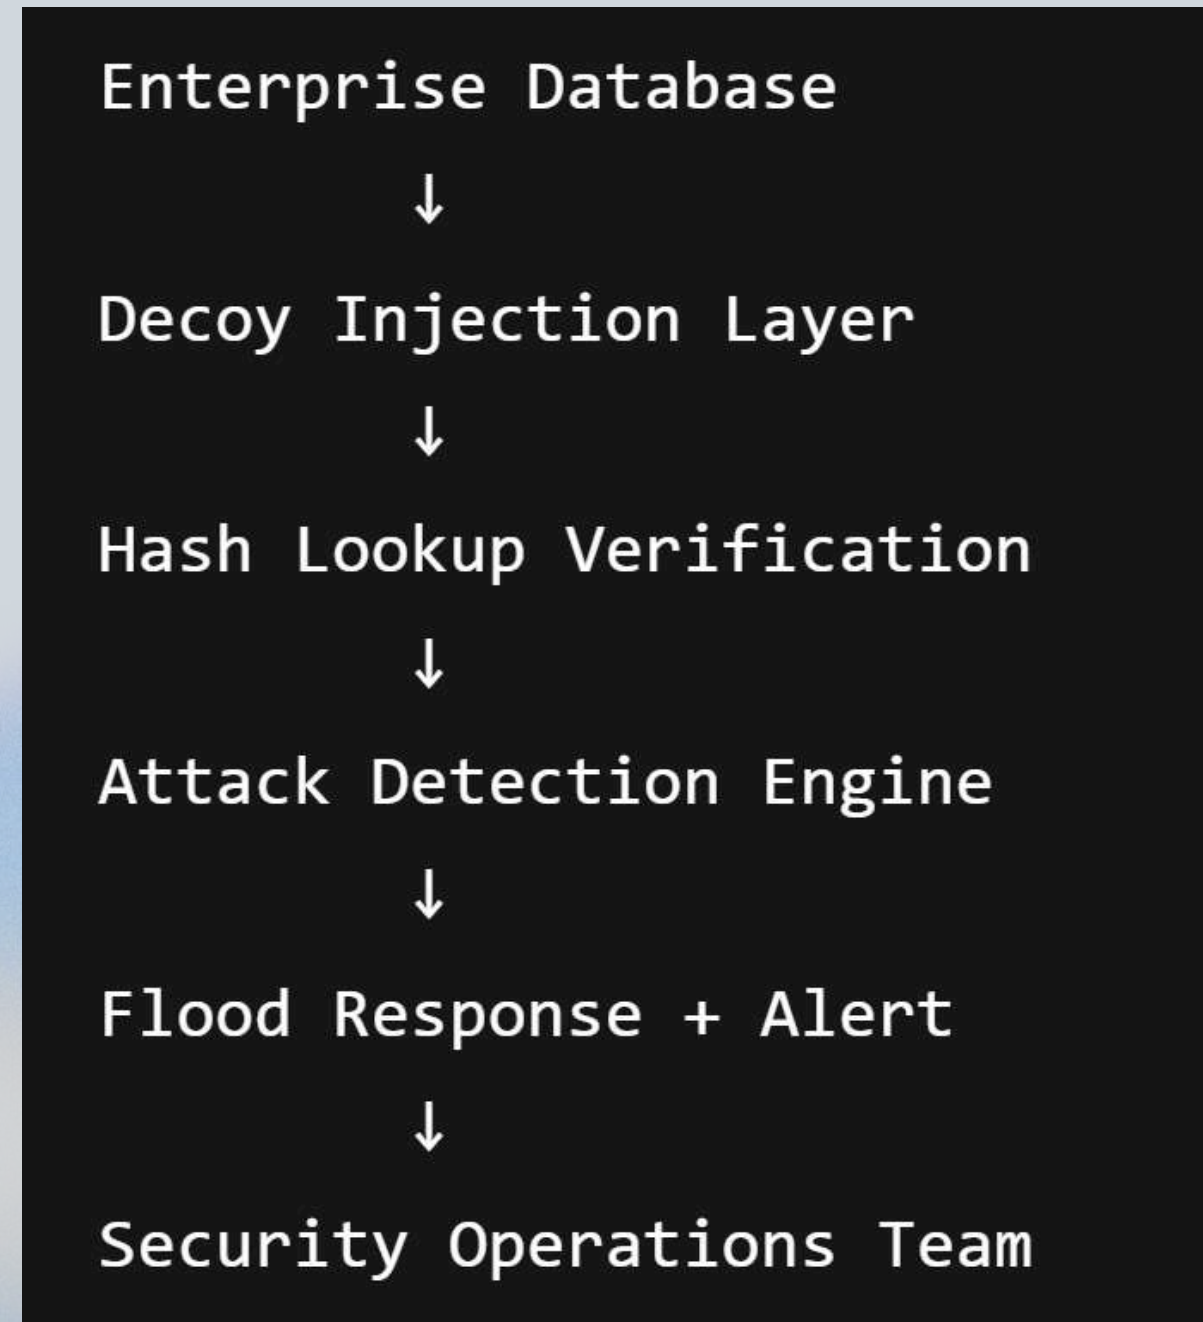 Enterprise Database
↓
Decoy Injection Layer
↓
Hash Lookup Verification
↓
Attack Detection Engine
↓
Flood Response + Alert
↓
Security Operations Team